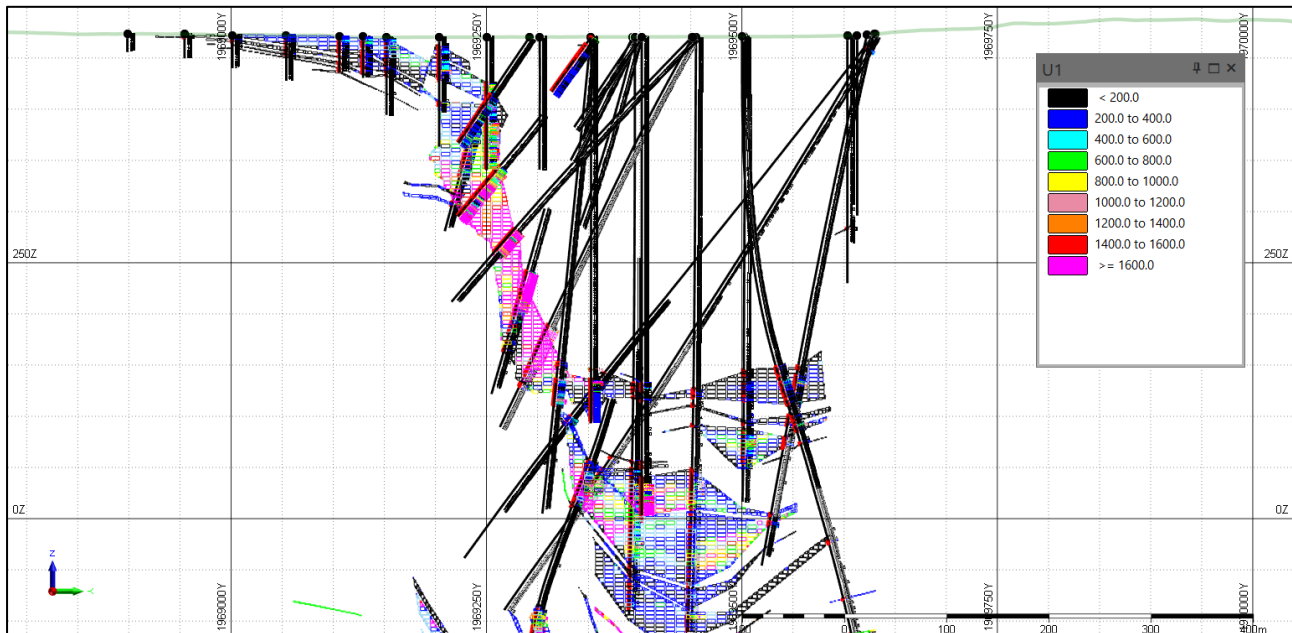 1969000Y
1969250Y
1969500Y
1969750Y
1970000Y
U1
< 200.0
200.0 to 400.0
400.0 to 600.0
600.0 to 800.0
800.0 to 1000.0
1000.0 to 1200.0
1200.0 to 1400.0
1400.0 to 1600.0
>= 1600.0
250Z
250Z
0Z
0Z
Z
Y
1969000Y
1969250Y
1969500Y
1969750Y
1970000Y
100
0
100
200
300
400m